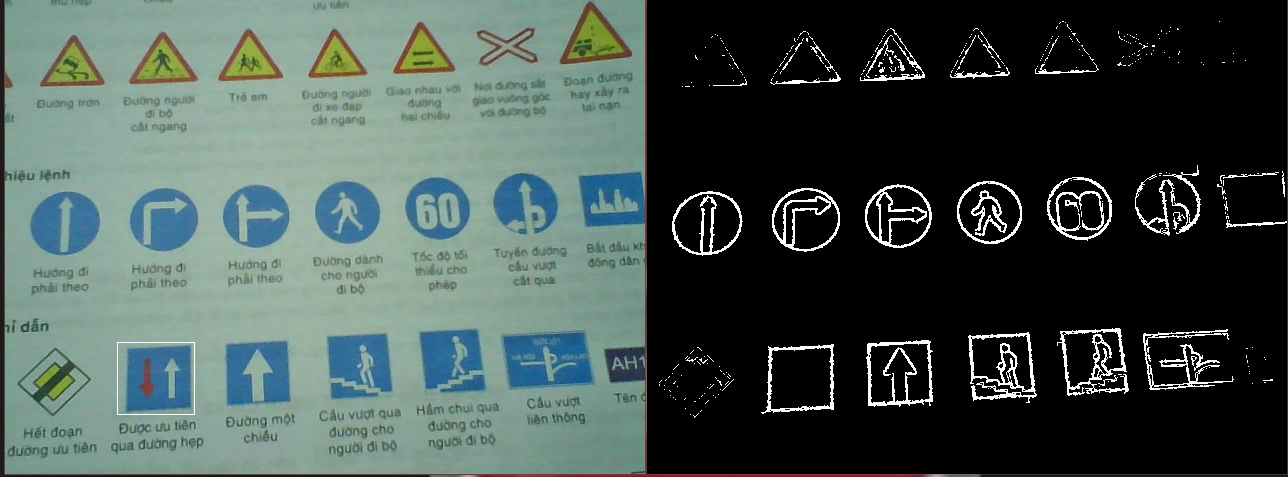 thu hẹp
ưu tiên
Đường trơn
Đường người
đi bộ
cắt ngang
Trẻ em
Đường người
đi xe đạp
cắt ngang
Giao nhau với
đường
hai chiều
Nơi đường sắt
giao vuông góc
với đường bộ
Đoạn đường
hay xảy ra
tai nạn
hiệu lệnh
60
Hướng đi
phải theo
Hướng đi
phải theo
Hướng đi
phải theo
Đường dành
cho người
đi bộ
Tốc độ tối
thiểu cho
phép
Tuyến đường
cầu vượt
cắt qua
Bắt đầu kh
đông dân
hỉ dẫn
AH1
Hết đoạn
đường ưu tiên
Được ưu tiên
qua đường hẹp
Đường một
chiều
Cầu vượt qua
đường cho
người đi bộ
Hầm chui qua
đường cho
người đi bộ
Cầu vượt
liên thông
Tên
60